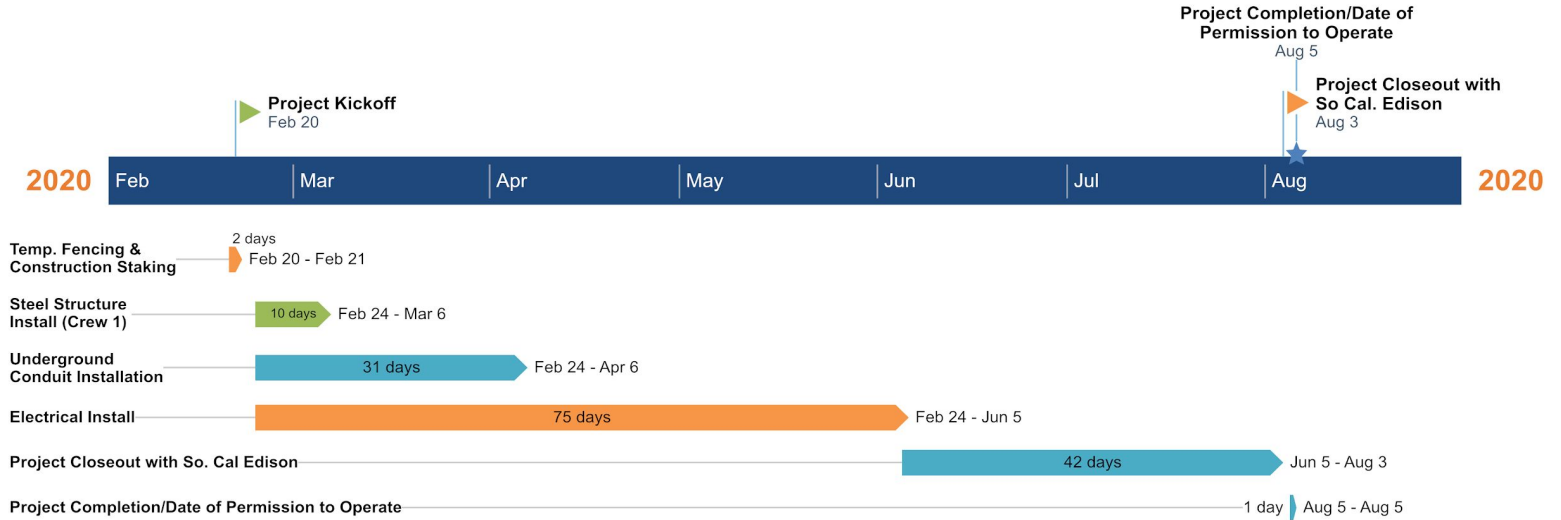 Project Completion/Date of
Permission to Operate
Aug 5
Project Kickoff
Feb 20
Project Closeout with
So Cal. Edison
Aug 3
2020
Feb
Mar
Apr
May
Jun
Jul
Aug
2020
Temp. Fencing &
Construction Staking
2 days
Feb 20 - Feb 21
Steel Structure
Install (Crew 1)
10 days
Feb 24 - Mar 6
Underground
Conduit Installation
31 days
Feb 24 - Apr 6
Electrical Install
75 days
Feb 24 - Jun 5
Project Closeout with So. Cal Edison
42 days
Jun 5 - Aug 3
Project Completion/Date of Permission to Operate
1 day
Aug 5 - Aug 5